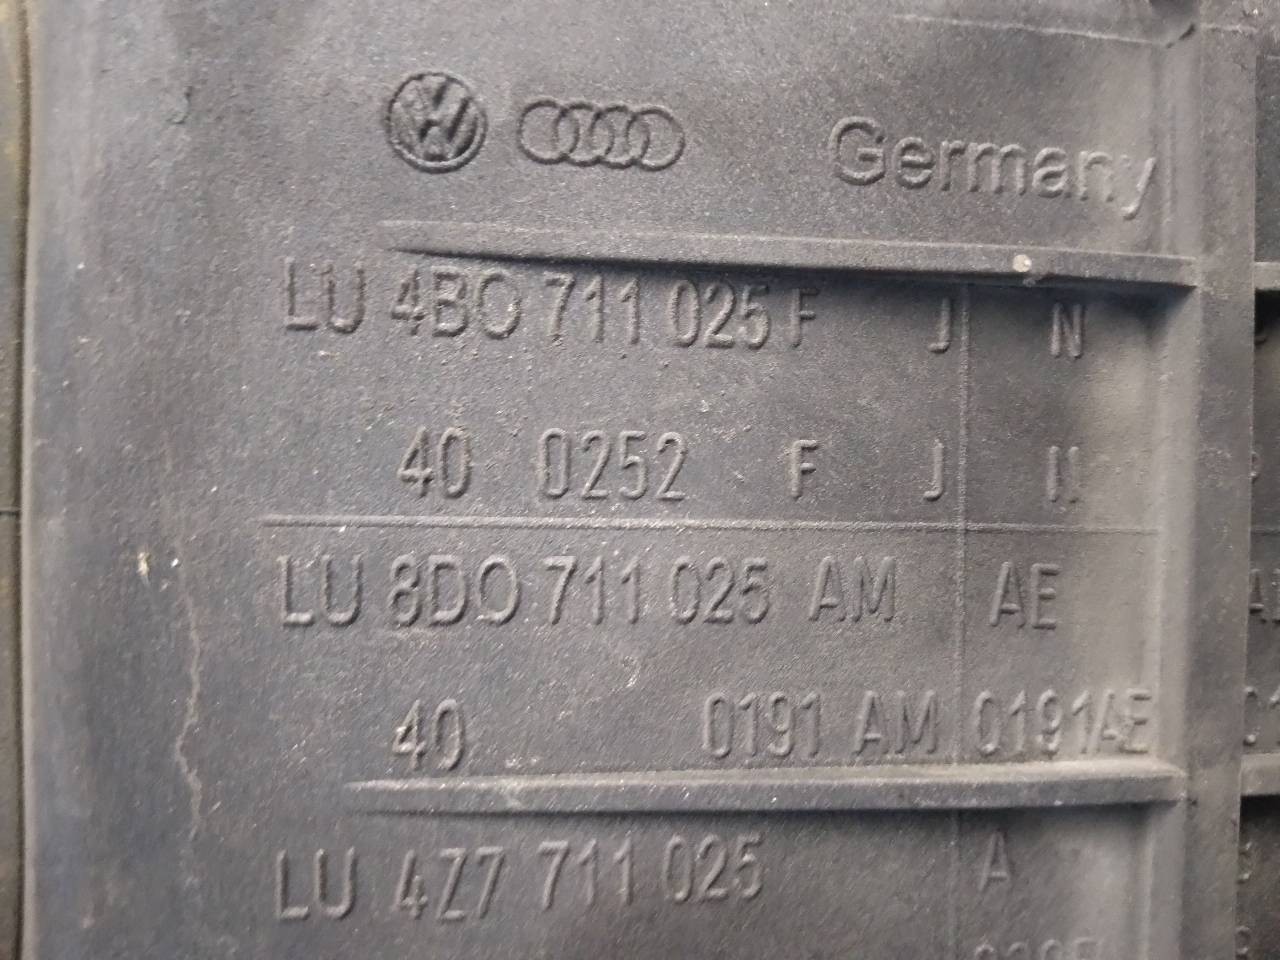 Germany
LU 4B0 711 025 F J N
40 0252 F J N
LU 8D0 711 025 AM AE
40 0191 AM 0191AE
LU 4Z7 711 025 A